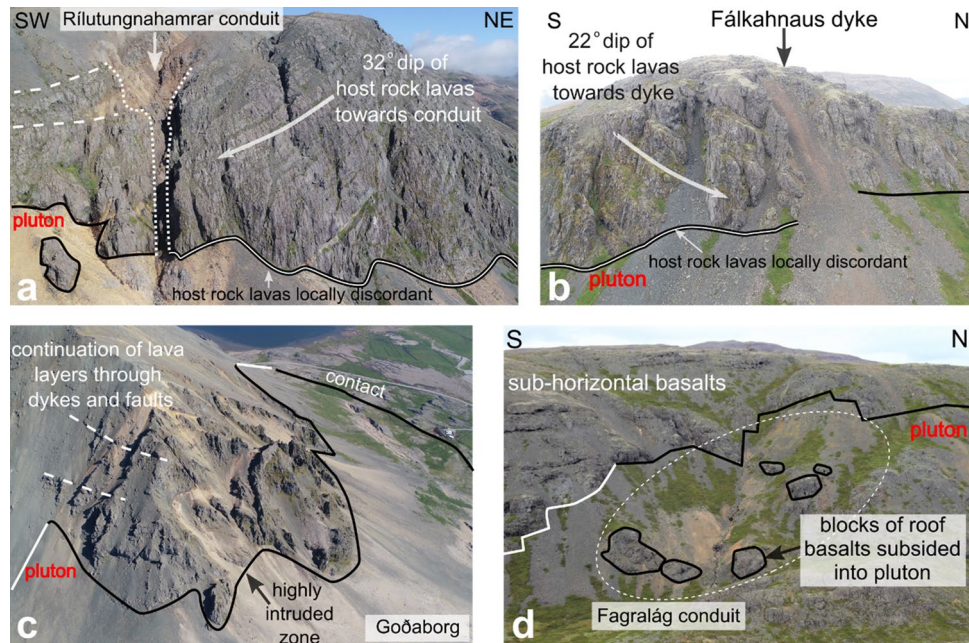 SW
Rílutungnahamrar conduit
NE
32° dip of
host rock lavas
towards conduit
pluton
a
host rock lavas locally discordant
S
Fálkahnaus dyke
N
22° dip of
host rock lavas
towards dyke
host rock lavas locally discordant
pluton
b
continuation of lava
layers through
dykes and faults
contact
pluton
c
highly
intruded
zone
Goðaborg
S
N
sub-horizontal basalts
pluton
blocks of roof
basalts subsided
into pluton
d
Fagralág conduit